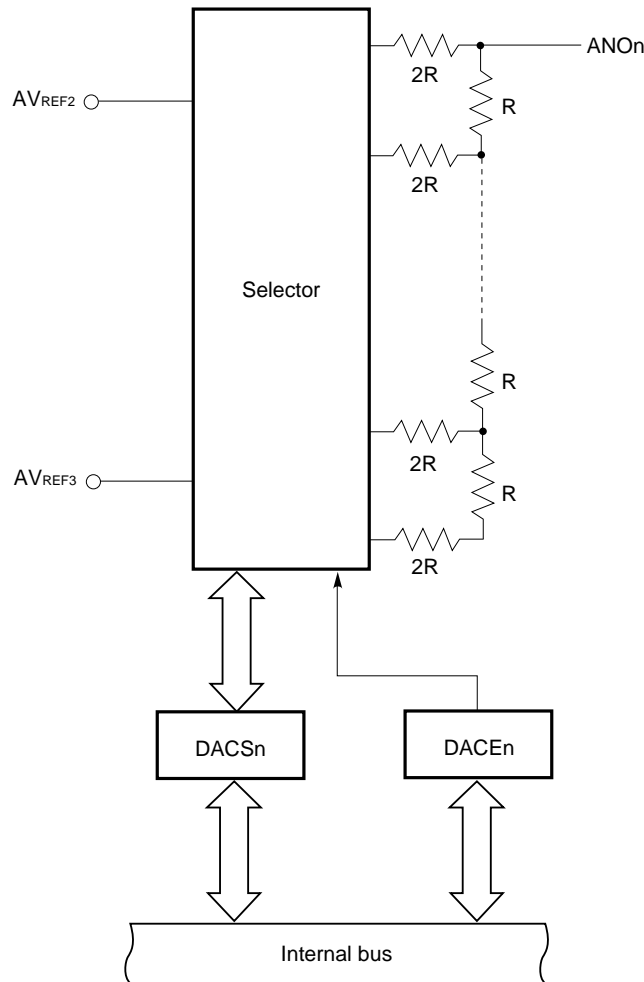 ANOn
2R
R
AVREF2
2R
Selector
R
2R
AVREF3
R
2R
DACSn
DACEn
Internal bus